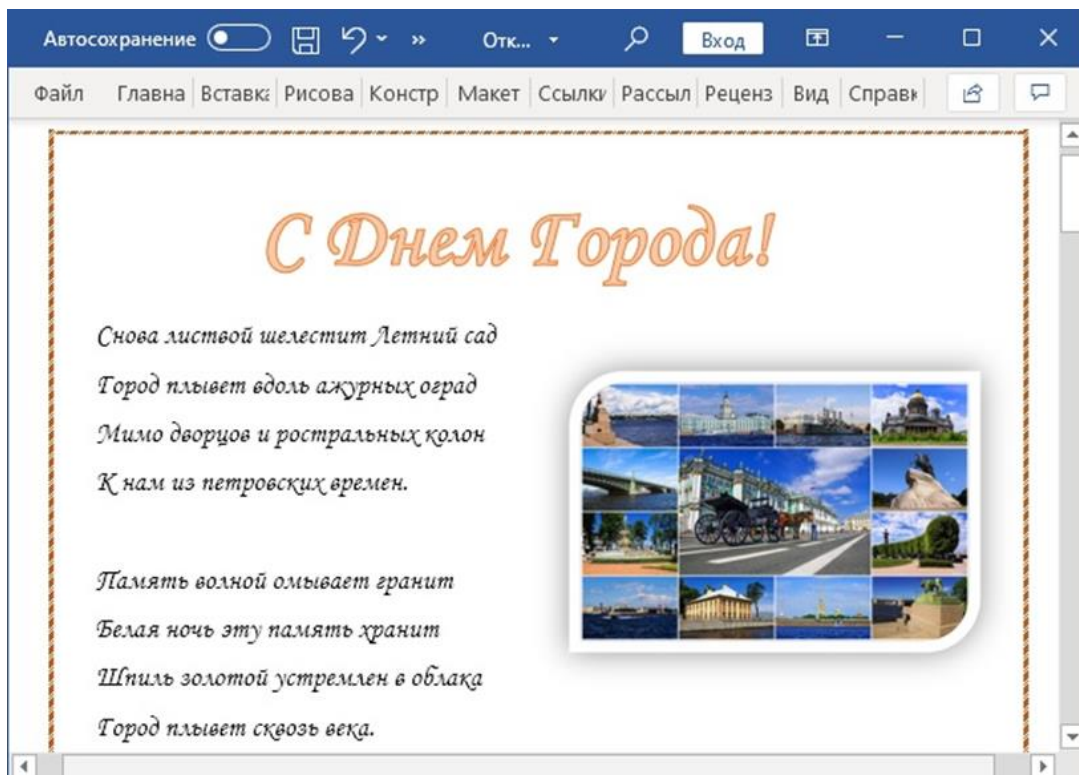 Автосохранение Отк... Вход
Файл Главна Вставка Рисова Констр Макет Ссылки Рассыл Реценз Вид Справк
С Днем Города!
Снова листвой шелестит Летний сад
Город плывет вдоль ажурных оград
Мимо дворцов и ростральных колон
К нам из петровских времен.
Память волной омывает гранит
Белая ночь эту память хранит
Шпиль золотой устремлен в облака
Город плывет сквозь века.